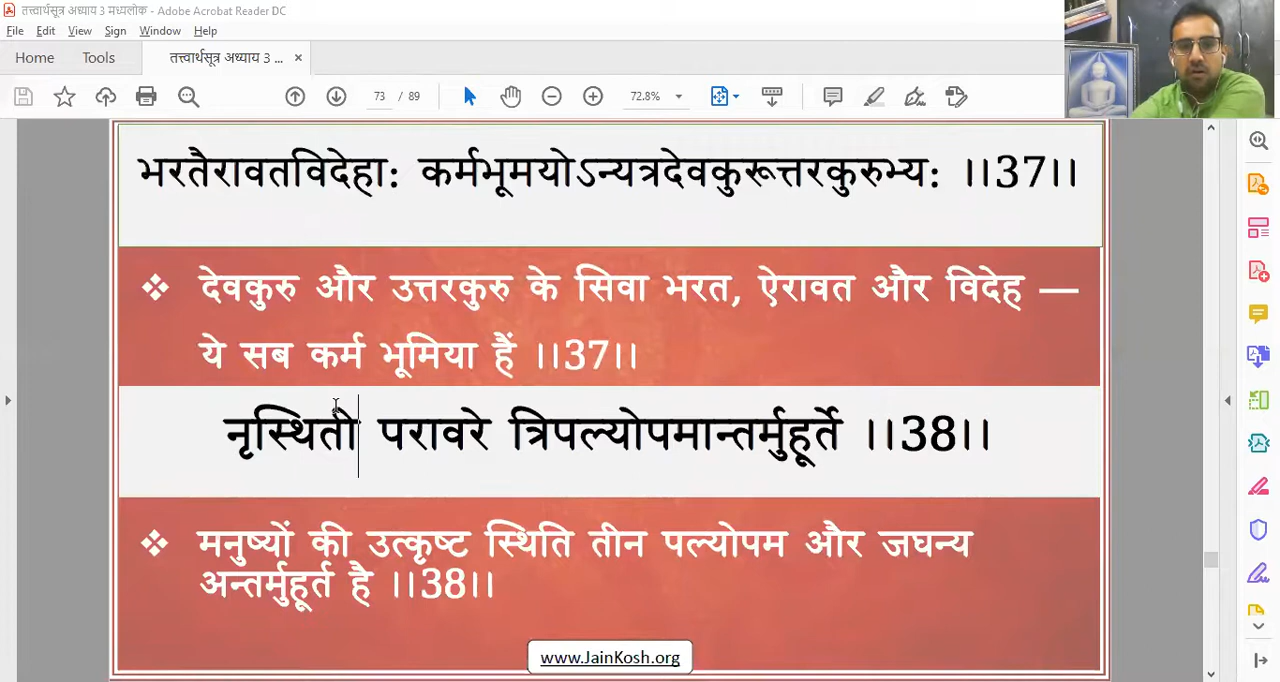 तत्त्वार्थसूत्र अध्याय 3 मध्यलोक - Adobe Acrobat Reader DC
File Edit View Sign Window Help
Home Tools तत्त्वार्थसूत्र अध्याय 3 ... ×
73 / 89 72.8%
भरतैरावतविदेहाः कर्मभूमयोऽन्यत्रदेवकुरूत्तरकुरुभ्यः ।।37।।
❖ देवकुरु और उत्तरकुरु के सिवा भरत, ऐरावत और विदेह —
ये सब कर्म भूमिया हैं ।।37।।
नृस्थिती परावरे त्रिपल्योपमान्तर्मुहूर्ते ।।38।।
❖ मनुष्यों की उत्कृष्ट स्थिति तीन पल्योपम और जघन्य
अन्तर्मुहूर्त है ।।38।।
www.JainKosh.org